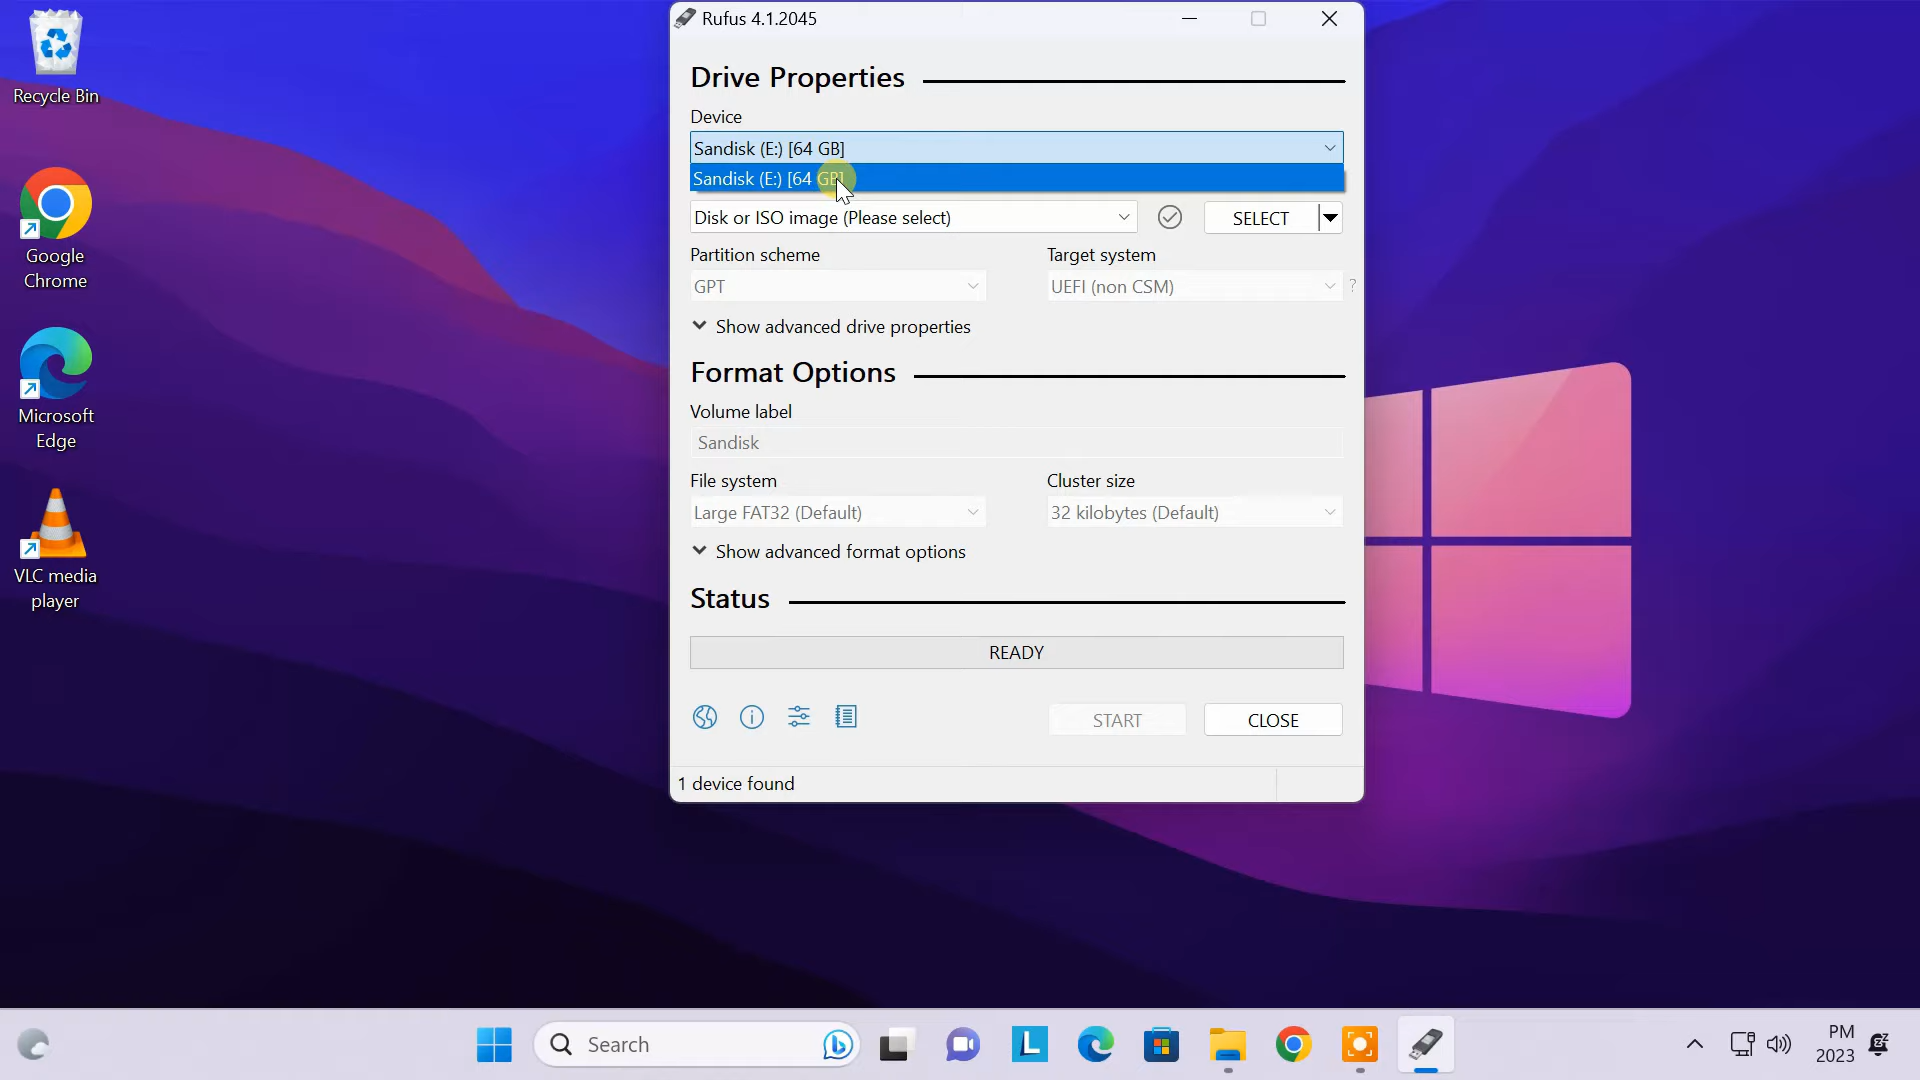 Rufus 4.1.2045
Recycle Bin
Google
Chrome
Microsoft
Edge
VLC media
player
Drive Properties
Device
Sandisk (E:) [64 GB]
Sandisk (E:) [64 GB]
Disk or ISO image (Please select)
SELECT
Partition scheme
Target system
GPT
UEFI (non CSM)
?
Show advanced drive properties
Format Options
Volume label
Sandisk
File system
Cluster size
Large FAT32 (Default)
32 kilobytes (Default)
Show advanced format options
Status
READY
START
CLOSE
1 device found
Search
L
PM
2023